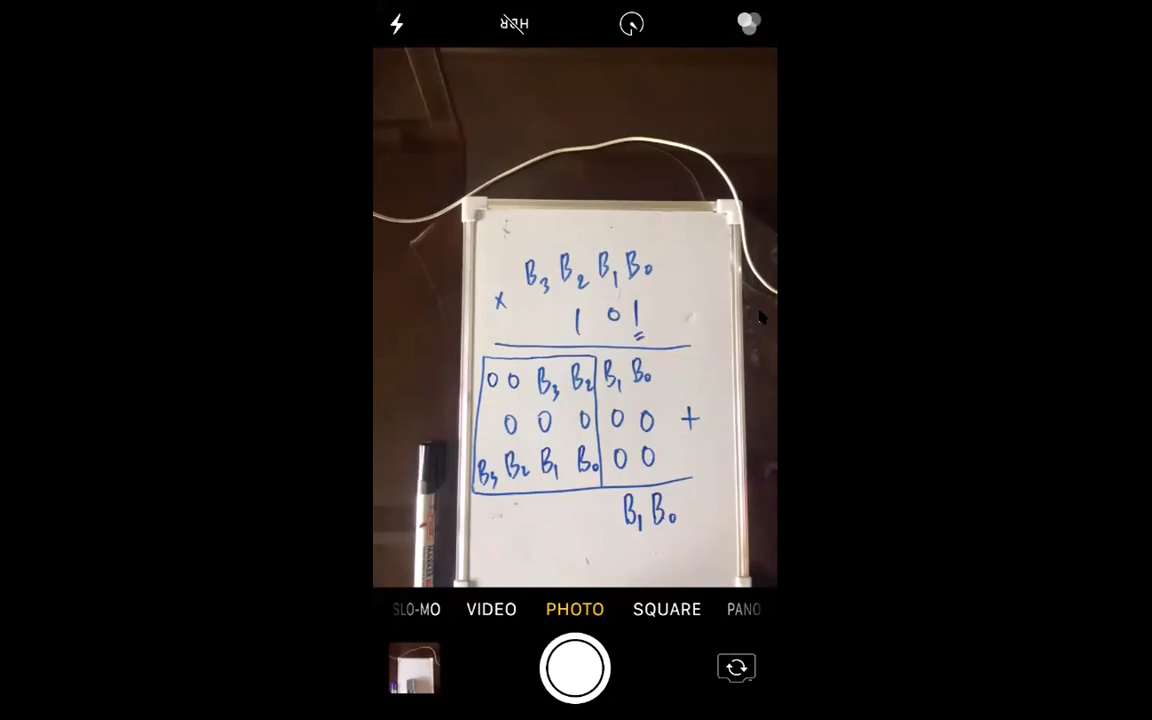 HDR
B₃ B₂ B₁ B₀
x 1 0 1
0 0 B₃ B₂ B₁ B₀
0 0 0 0 0 +
B₃ B₂ B₁ B₀ 0 0
B₁ B₀
SLO-MO VIDEO PHOTO SQUARE PANO